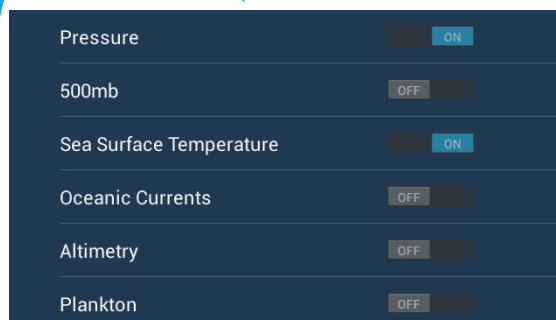 Pressure ON
500mb OFF
Sea Surface Temperature ON
Oceanic Currents OFF
Altimetry OFF
Plankton OFF